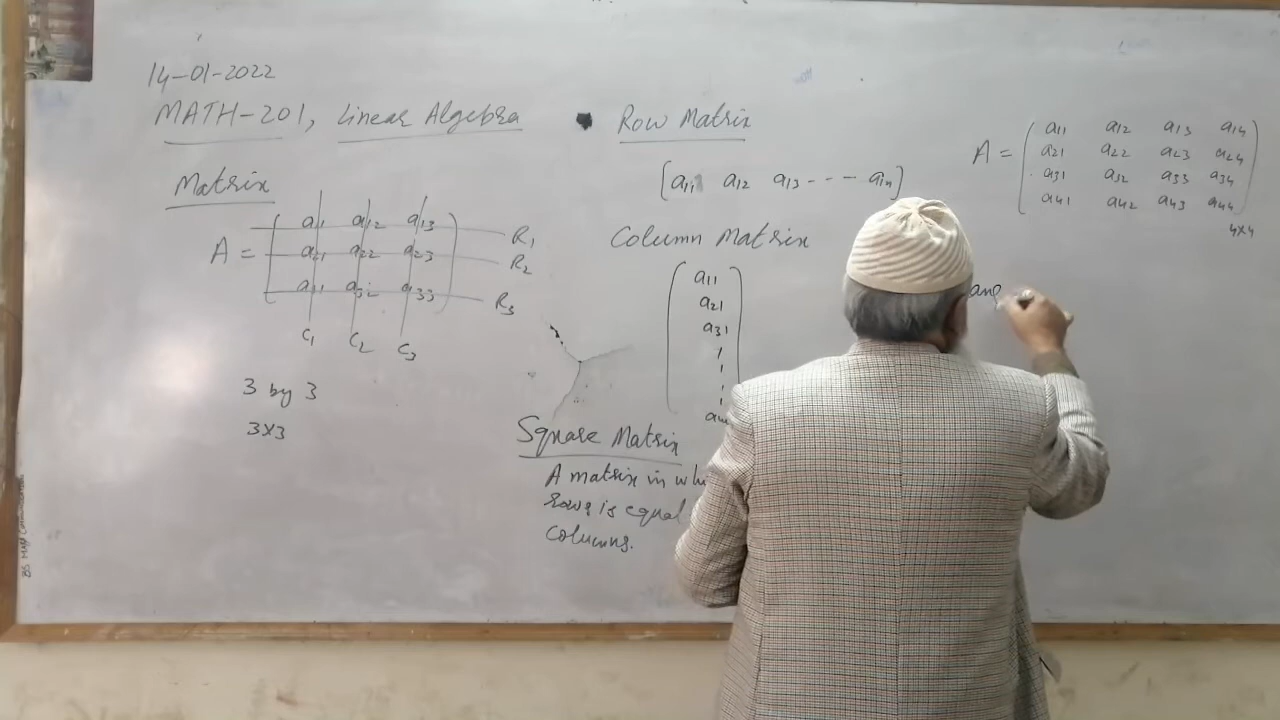 14-01-2022
MATH-201, Linear Algebra
Matrix
A =
a11 a12 a13 R1
a21 a22 a23 R2
a11 a32 a33 R3
C1 C2 C3
3 by 3
3x3
Row Matrix
[a11 a12 a13 - - - a1n]
Column Matrix
a11
a21
a31
Square Matrix
A matrix in
rows is equal
columns.
A =
a11 a12 a13 a14
a21 a22 a23 a24
a31 a32 a33 a34
a41 a42 a43 a44
4x4